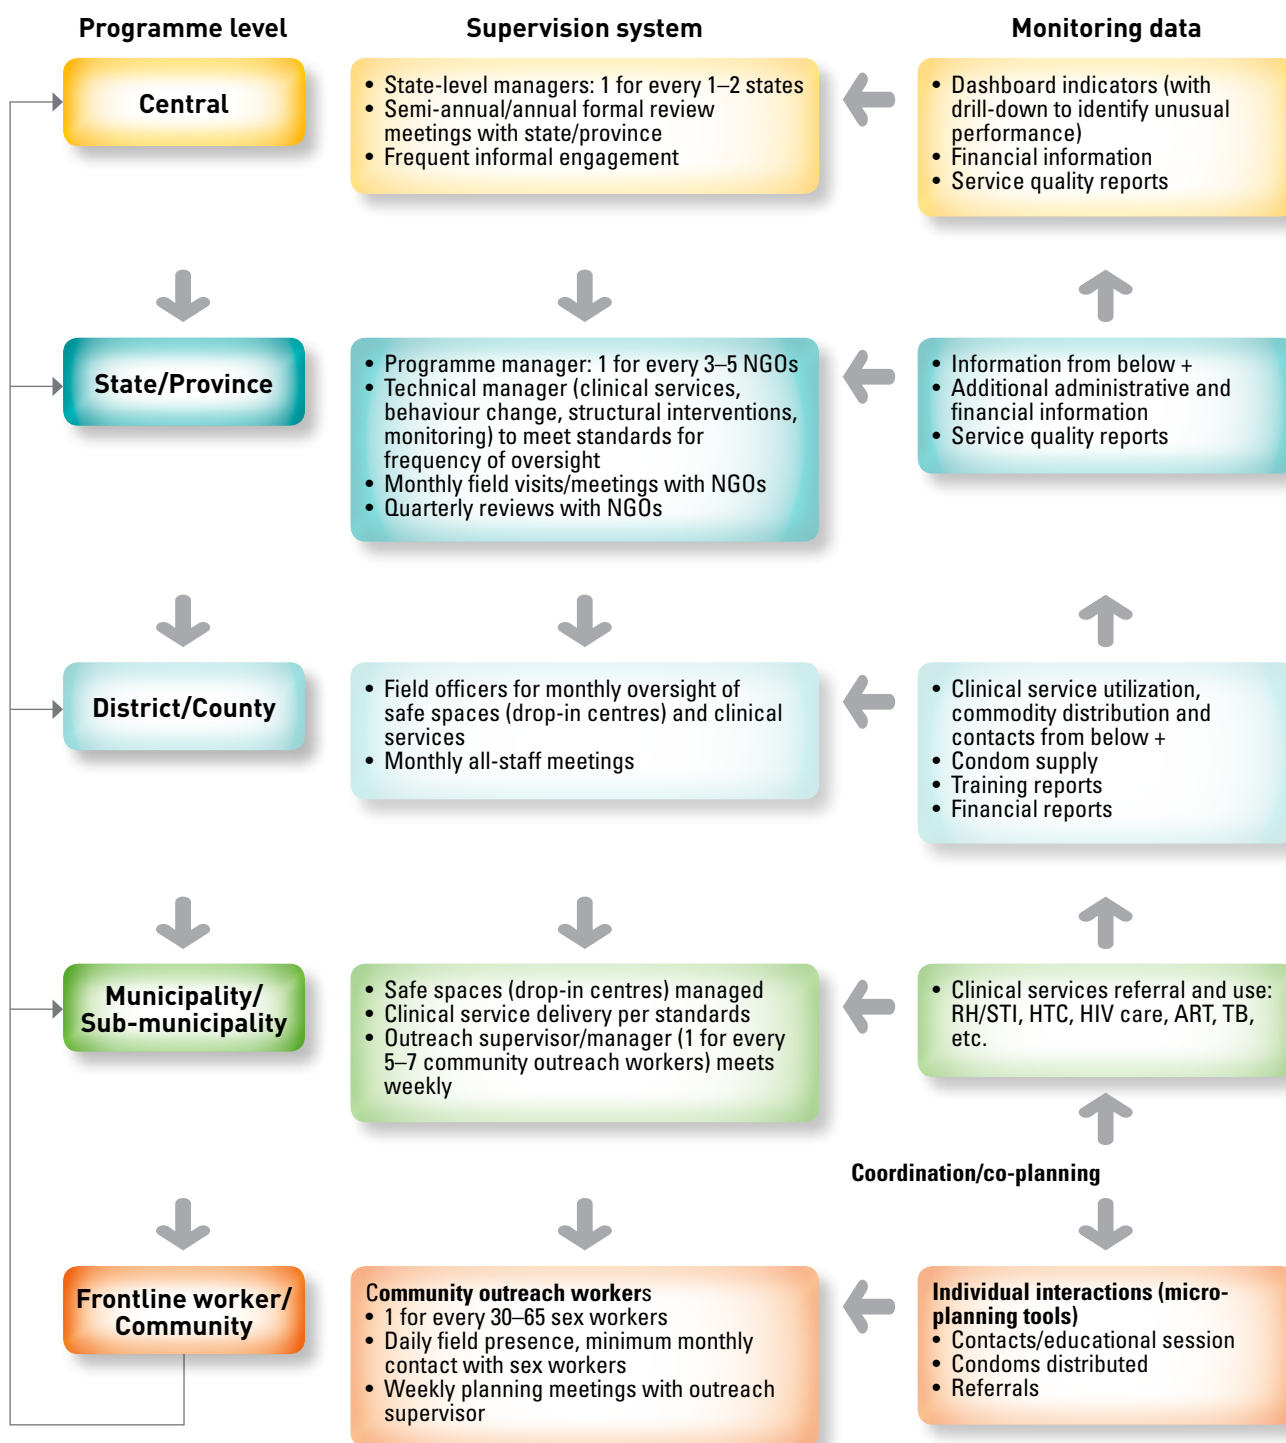 Programme level
Supervision system
Monitoring data
Central
• State-level managers: 1 for every 1–2 states
• Semi-annual/annual formal review
meetings with state/province
• Frequent informal engagement
• Dashboard indicators (with
drill-down to identify unusual
performance)
• Financial information
• Service quality reports
State/Province
• Programme manager: 1 for every 3–5 NGOs
• Technical manager (clinical services,
behaviour change, structural interventions,
monitoring) to meet standards for
frequency of oversight
• Monthly field visits/meetings with NGOs
• Quarterly reviews with NGOs
• Information from below +
• Additional administrative and
financial information
• Service quality reports
District/County
• Field officers for monthly oversight of
safe spaces (drop-in centres) and clinical
services
• Monthly all-staff meetings
• Clinical service utilization,
commodity distribution and
contacts from below +
• Condom supply
• Training reports
• Financial reports
Municipality/
Sub-municipality
• Safe spaces (drop-in centres) managed
• Clinical service delivery per standards
• Outreach supervisor/manager (1 for every
5–7 community outreach workers) meets
weekly
• Clinical services referral and use:
RH/STI, HTC, HIV care, ART, TB,
etc.
Coordination/co-planning
Frontline worker/
Community
Community outreach workers
• 1 for every 30–65 sex workers
• Daily field presence, minimum monthly
contact with sex workers
• Weekly planning meetings with outreach
supervisor
Individual interactions (micro-
planning tools)
• Contacts/educational session
• Condoms distributed
• Referrals